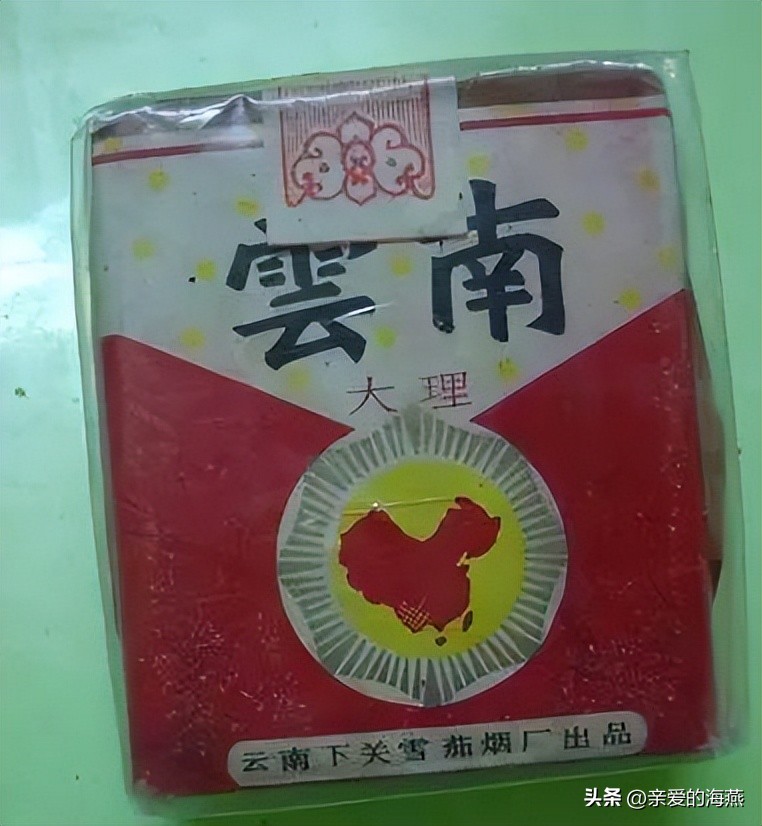 雲南
大理
云南下关雪茄烟厂出品
头条 @亲爱的海燕